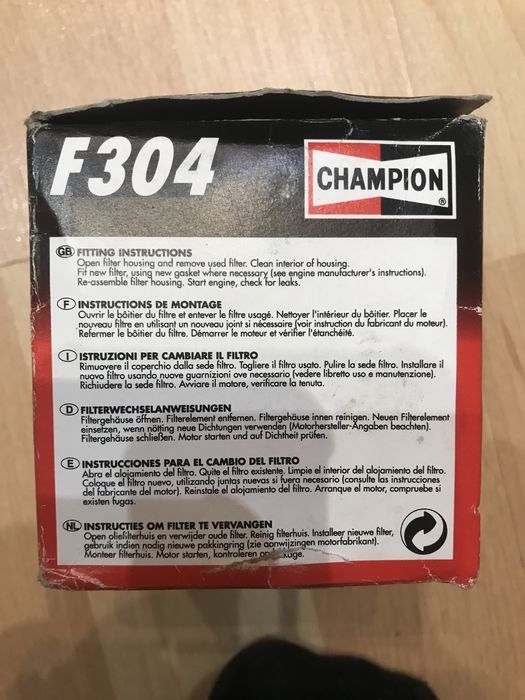 F304
CHAMPION
®
GB FITTING INSTRUCTIONS
Open filter housing and remove used filter. Clean interior of housing.
Fit new filter, using new gasket where necessary (see engine manufacturer's instructions).
Re-assemble filter housing. Start engine, check for leaks.
F INSTRUCTIONS DE MONTAGE
Ouvrir le bôitier du filtre et entever le filtre usagé. Nettoyer l'intérieur du bôitier. Placer le
nouveau filtre en utilisant un nouveau joint si nécessaire (voir instruction du fabricant du moteur).
Refermer le bôitier du filtre. Démarrer le moteur et vérifier l'étanchéité.
I ISTRUZIONI PER CAMBIARE IL FILTRO
Rimuovere il coperchio dalla sede filtro. Togliere il filtro usato. Pulire la sede filtro. Installare il
nuovo filtro usando nuove guarnizioni ove necessario (vedere libretto uso e manutenzione).
Richiudere la sede filtro. Avviare il motore, verificare la tenuta.
D FILTERWECHSELANWEISUNGEN
Filtergehäuse öffnen. Filterelement entfernen. Filtergehäuse innen reinigen. Neuen Filterelement
einsetzen, wenn nötting neue Dichtungen verwenden (Motorhersteller-Angaben beachten).
Filtergehäuse schließen. Motor starten und auf Dichtheit prüfen.
E INSTRUCCIONES PARA EL CAMBIO DEL FILTRO
Abra el alojamiento del filtro. Quite el filtro existente. Limpie el interior del alojamiento del filtro.
Coloque el filtro nuevo, utilizando juntas nuevas si fuera necesario (consulte las instrucciones
del fabricante del motor). Reinstale el alojamiento del filtro. Arranque el motor, compruebe si
existen fugas.
NL INSTRUCTIES OM FILTER TE VERVANGEN
Open oliefilterhuis en verwijder oude filter. Reinig filterhuis. Installeer nieuwe filter,
gebruik indien nodig nieuwe pakkingring (zie aanwijzingen motorfabrikant).
Monteer filterhuis. Motor starten, kontroleren op